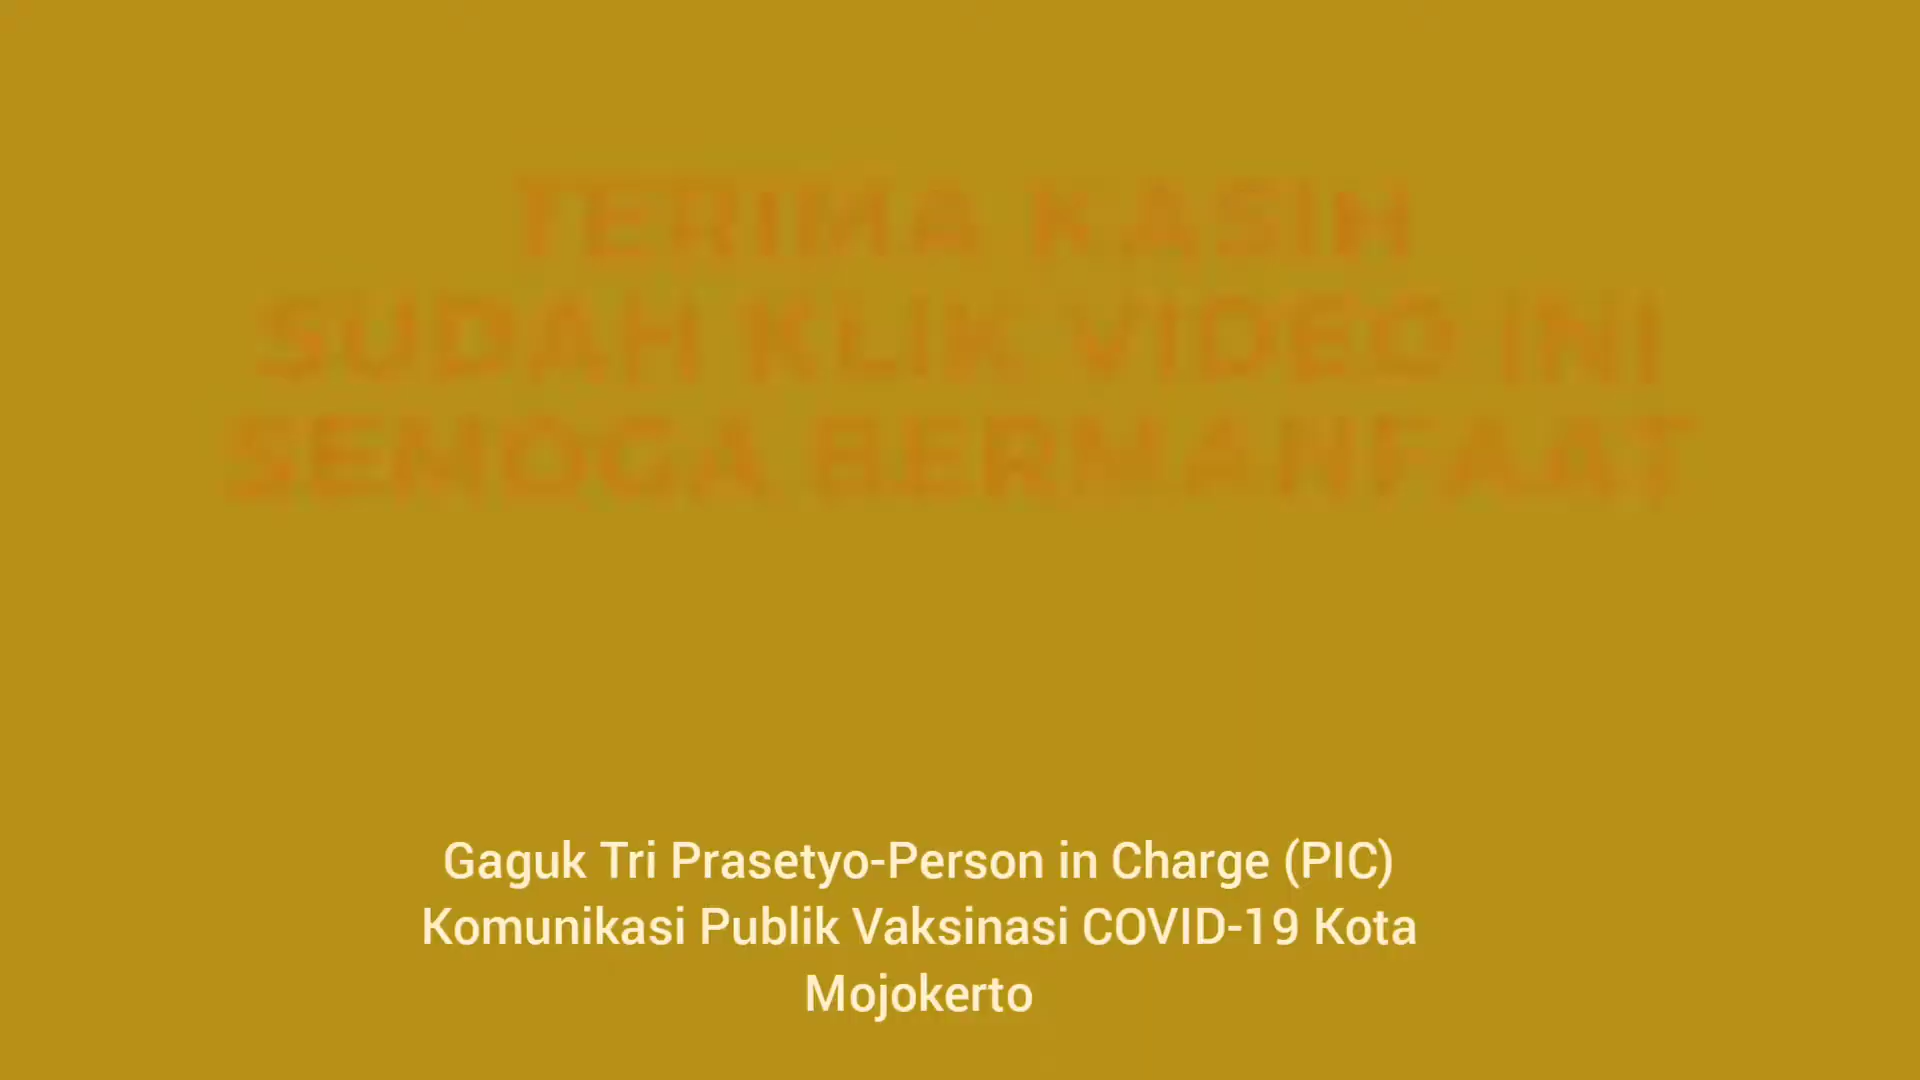 TERIMA KASIH
SUDAH KLIK VIDEO INI
SEMOGA BERMANFAAT
Gaguk Tri Prasetyo-Person in Charge (PIC)
Komunikasi Publik Vaksinasi COVID-19 Kota
Mojokerto